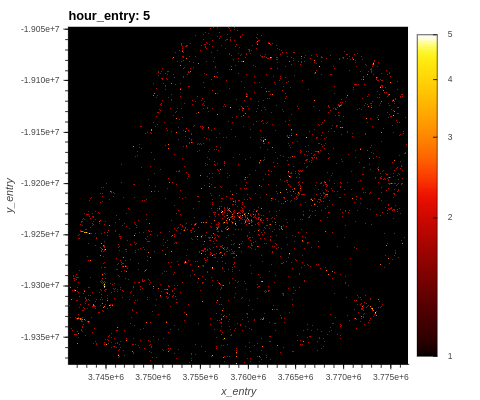 hour_entry: 5
-1.905e+7
-1.910e+7
-1.915e+7
-1.920e+7
-1.925e+7
-1.930e+7
-1.935e+7
y_entry
3.745e+6 3.750e+6 3.755e+6 3.760e+6 3.765e+6 3.770e+6 3.775e+6
x_entry
5
4
3
2
1